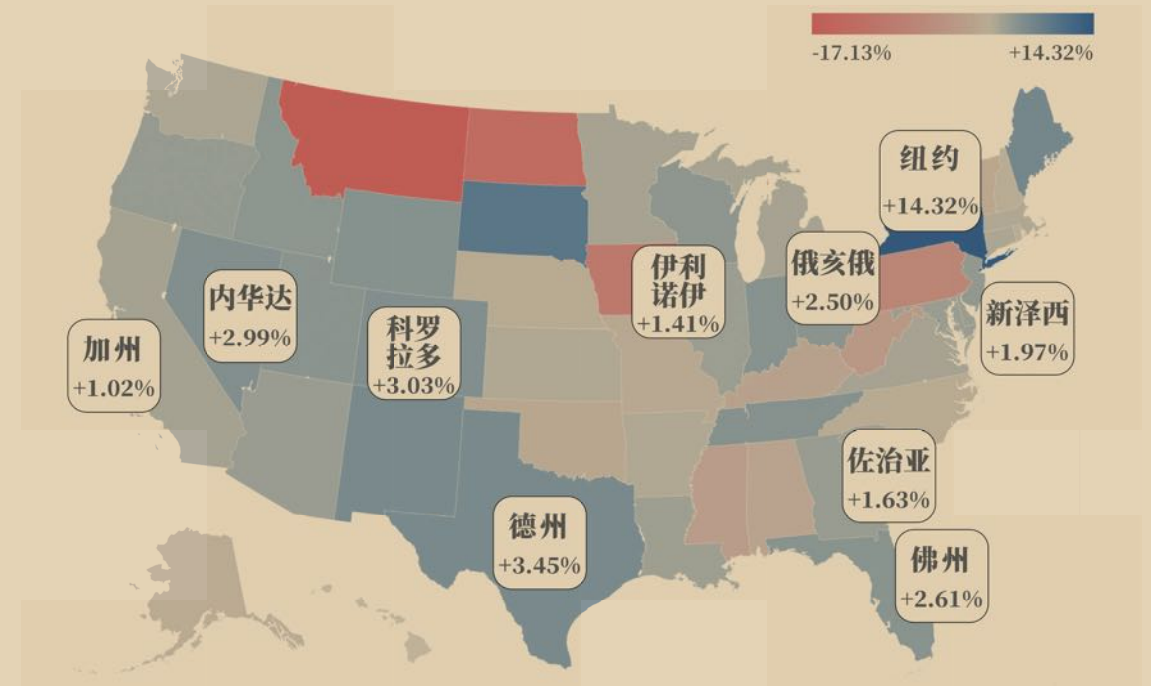 -17.13%
+14.32%
纽约
+14.32%
俄亥俄
+2.50%
伊利
诺伊
+1.41%
内华达
+2.99%
新泽西
+1.97%
科罗
拉多
+3.03%
加州
+1.02%
佐治亚
+1.63%
德州
+3.45%
佛州
+2.61%